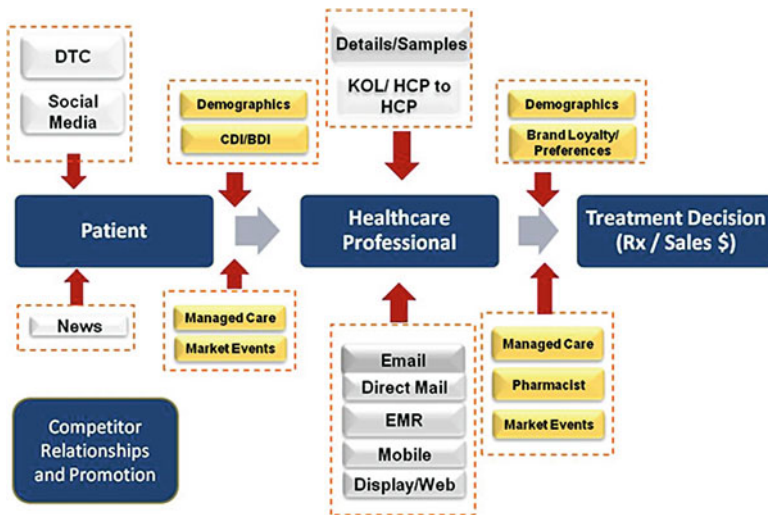 DTC
Social
Media
Demographics
CDI/BDI
Details/Samples
KOL/ HCP to
HCP
Demographics
Brand Loyalty/
Preferences
Patient
Healthcare
Professional
Treatment Decision
(Rx / Sales $)
News
Managed Care
Market Events
Email
Direct Mail
EMR
Mobile
Display/Web
Managed Care
Pharmacist
Market Events
Competitor
Relationships
and Promotion